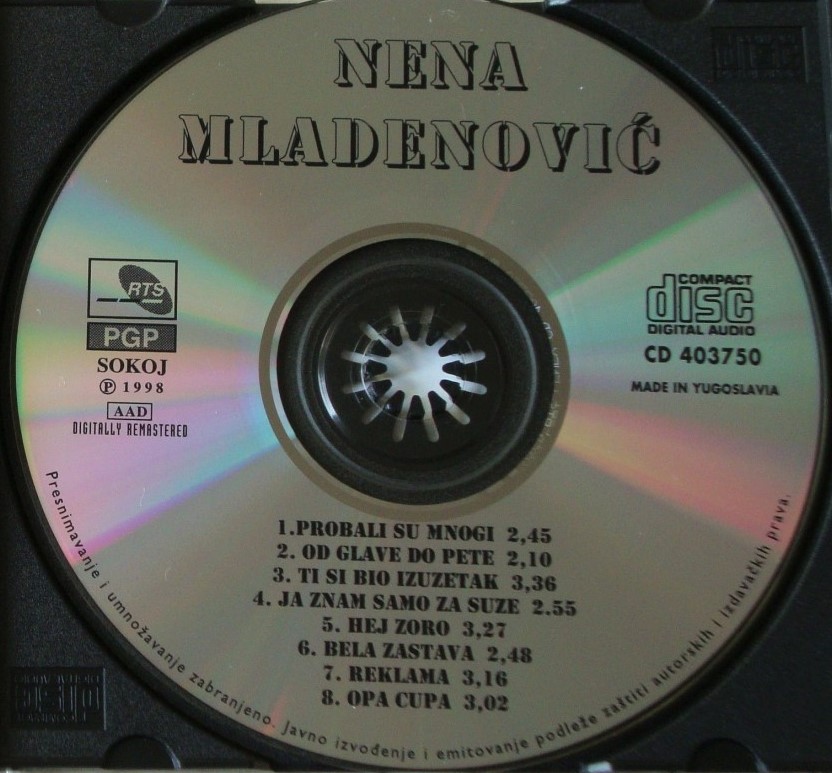 NENA
MLADENOVIĆ
RTS
PGP
SOKOJ
Ⓟ 1998
AAD
DIGITALLY REMASTERED
COMPACT
disc
DIGITAL AUDIO
CD 403750
MADE IN YUGOSLAVIA
1.PROBALI SU MNOGI 2,45
2. OD GLAVE DO PETE 2,10
3. TI SI BIO IZUZETAK 3,36
4. JA ZNAM SAMO ZA SUZE 2.55
5. HEJ ZORO 3,27
6. BELA ZASTAVA 2,48
7. REKLAMA 3,16
8. OPA CUPA 3,02
Presnimavanje i umnožavanje zabranjeno. Javno izvođenje i emitovanje podleže zaštiti autorskih i izdavačkih prava.